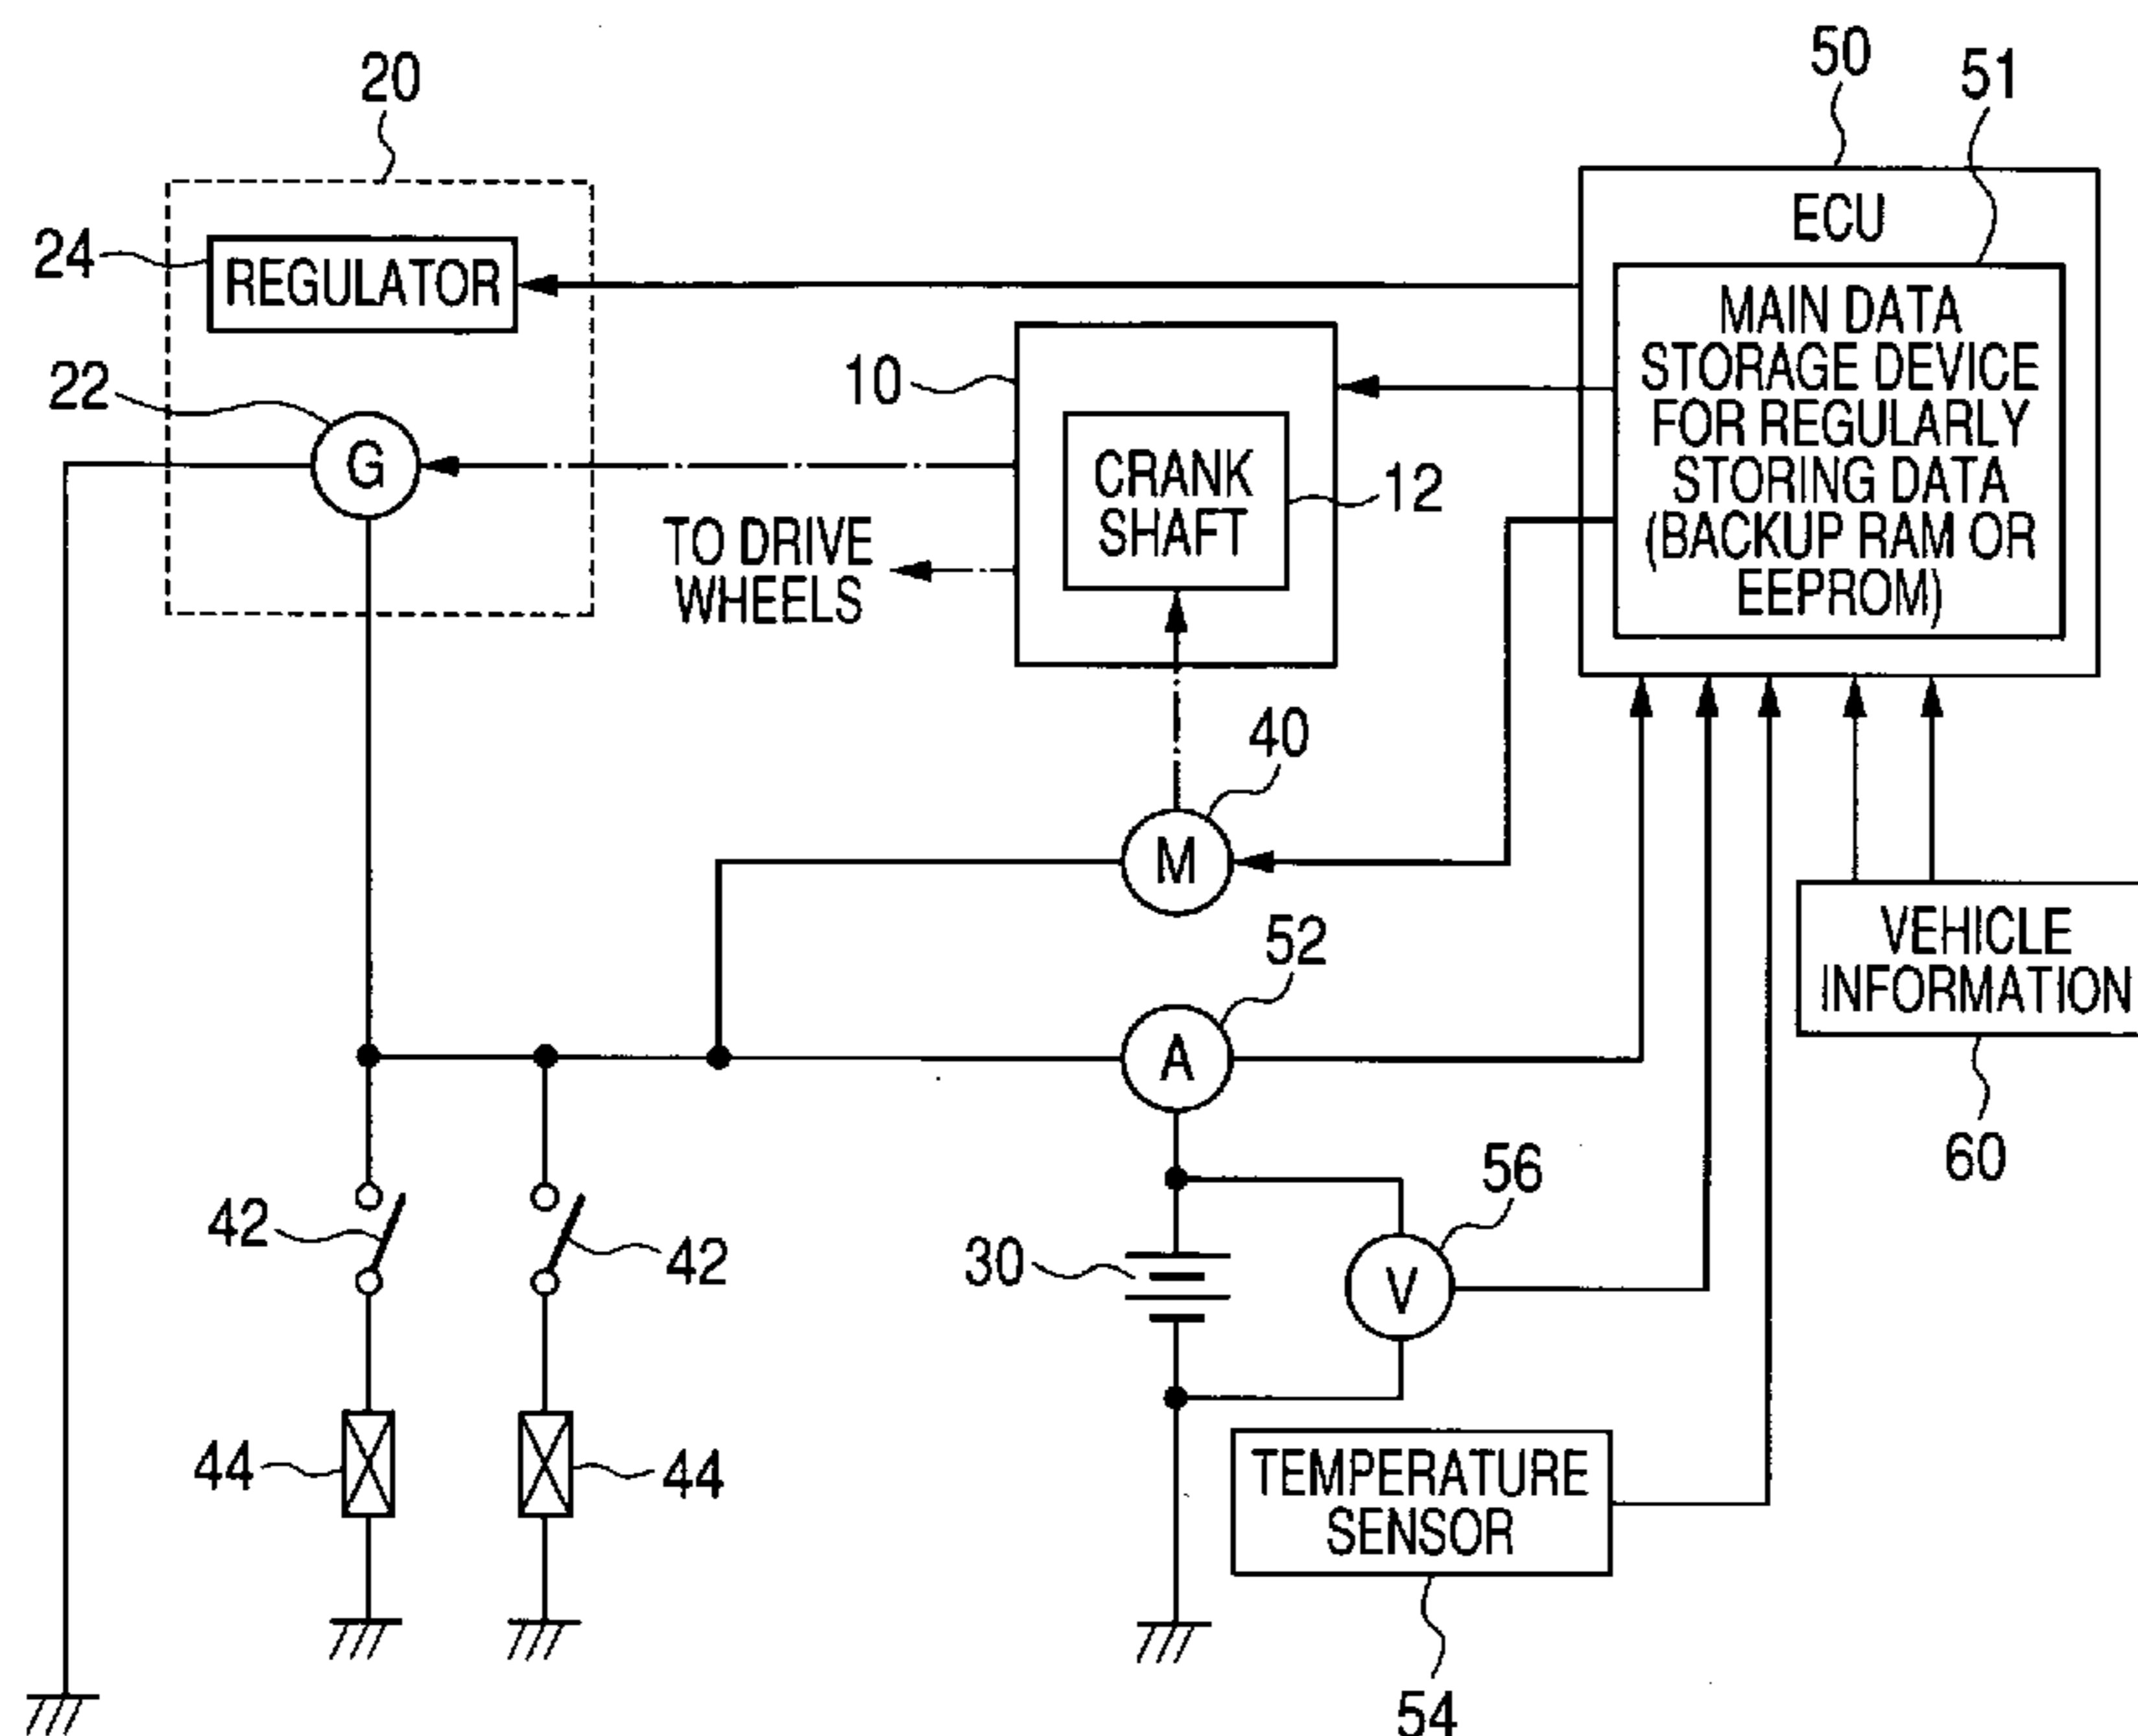 50
51
20
ECU
24
REGULATOR
MAIN DATA
STORAGE DEVICE
FOR REGULARLY
STORING DATA
(BACKUP RAM OR
EEPROM)
22
G
10
CRANK
SHAFT
12
TO DRIVE
WHEELS
40
M
52
A
VEHICLE
INFORMATION
60
42
42
30
56
V
44
44
TEMPERATURE
SENSOR
54